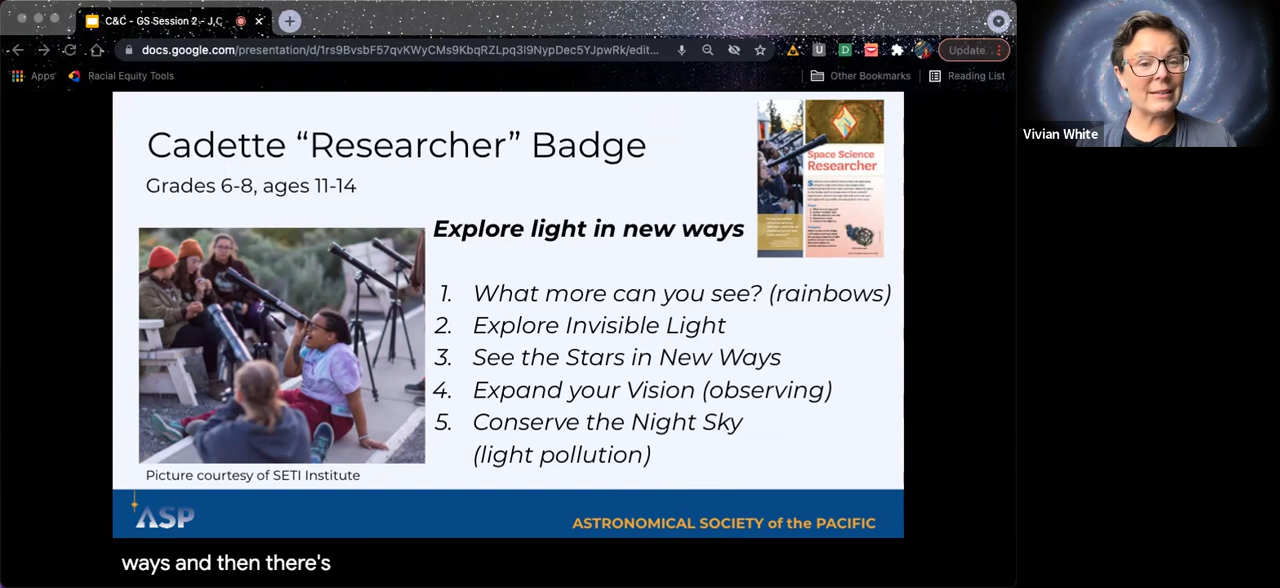 C&C - GS Session 2 - J,C
docs.google.com/presentation/d/1rs9BvsbF57qvKWyCMs9KbqRZLpq3l9NypDec5YJpwRk/edit...
Update
Apps
Racial Equity Tools
Other Bookmarks
Reading List
Cadette “Researcher” Badge
Grades 6-8, ages 11-14
Space Science
Researcher
Explore light in new ways
1. What more can you see? (rainbows)
2. Explore Invisible Light
3. See the Stars in New Ways
4. Expand your Vision (observing)
5. Conserve the Night Sky
(light pollution)
Picture courtesy of SETI Institute
ASP
ASTRONOMICAL SOCIETY of the PACIFIC
ways and then there's
Vivian White